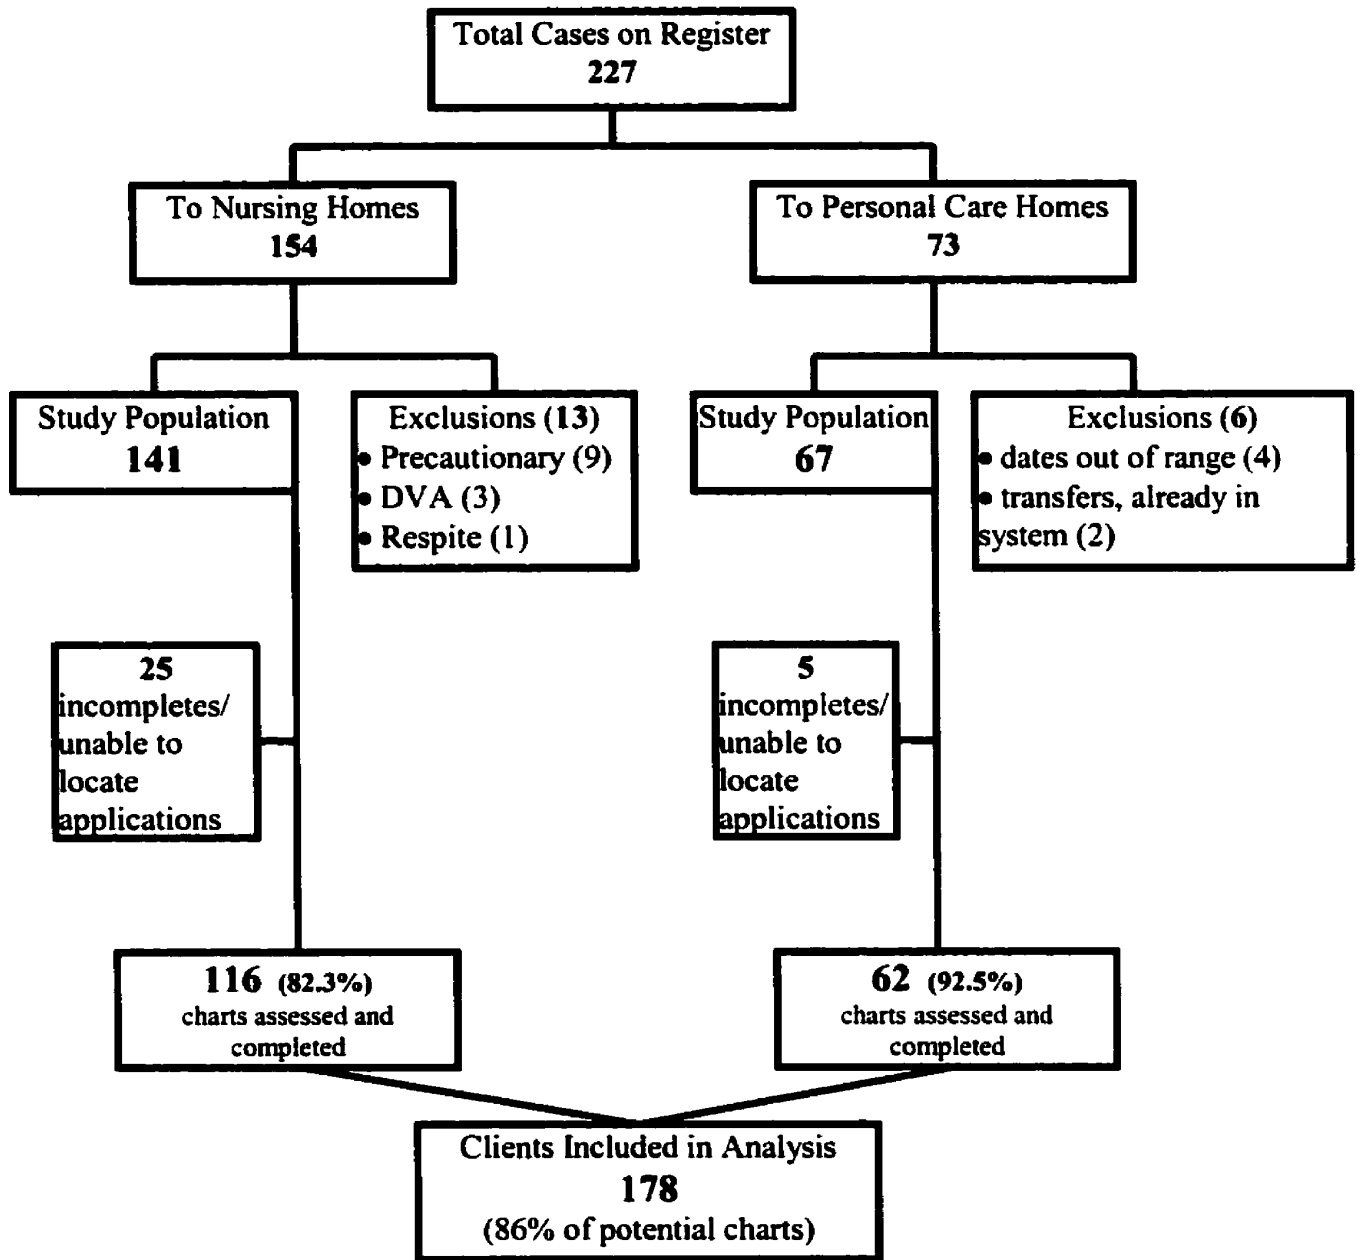 Total Cases on Register
227
To Nursing Homes
154
To Personal Care Homes
73
Study Population
141
Exclusions (13)
• Precautionary (9)
• DVA (3)
• Respite (1)
Study Population
67
Exclusions (6)
• dates out of range (4)
• transfers, already in
system (2)
25
incompletes/
unable to
locate
applications
5
incompletes/
unable to
locate
applications
116 (82.3%)
charts assessed and
completed
62 (92.5%)
charts assessed and
completed
Clients Included in Analysis
178
(86% of potential charts)